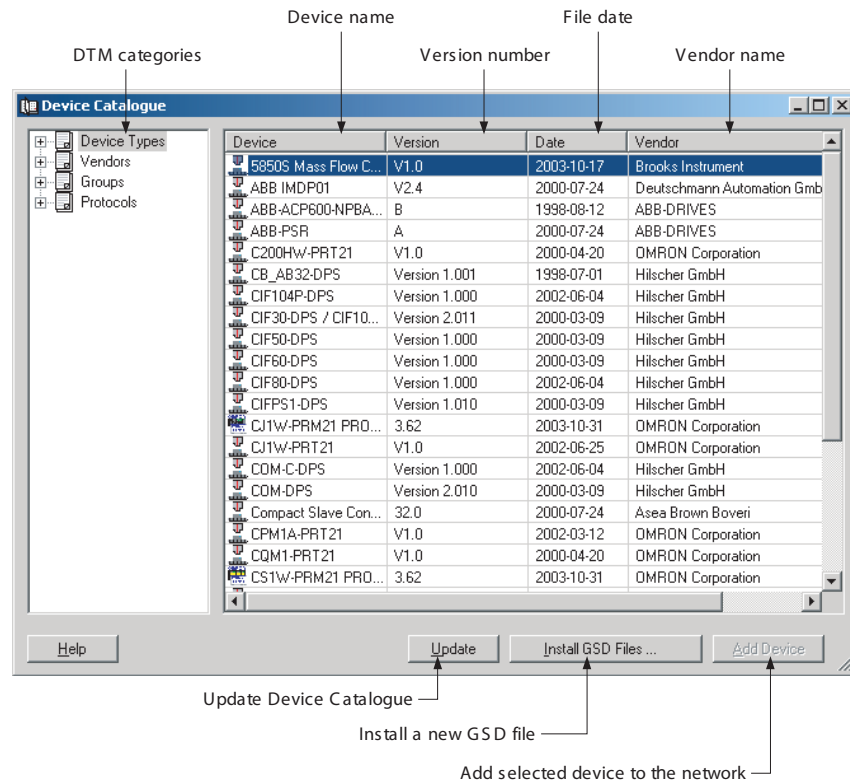 Device name File date
DTM categories Version number Vendor name
Device Catalogue
Device Types
Vendors
Groups
Protocols
Device Version Date Vendor
5850S Mass Flow C... V1.0 2003-10-17 Brooks Instrument
ABB IMDP01 V2.4 2000-07-24 Deutschmann Automation Gmb
ABB-ACP600-NPBA... B 1998-08-12 ABB-DRIVES
ABB-PSR A 2000-07-24 ABB-DRIVES
C200HW-PRT21 V1.0 2000-04-20 OMRON Corporation
CB_AB32-DPS Version 1.001 1998-07-01 Hilscher GmbH
CIF104P-DPS Version 1.000 2002-06-04 Hilscher GmbH
CIF30-DPS / CIF10... Version 2.011 2000-03-09 Hilscher GmbH
CIF50-DPS Version 1.000 2000-03-09 Hilscher GmbH
CIF60-DPS Version 1.000 2000-03-09 Hilscher GmbH
CIF80-DPS Version 1.000 2002-06-04 Hilscher GmbH
CIFPS1-DPS Version 1.010 2000-03-09 Hilscher GmbH
CJ1W-PRM21 PRO... 3.62 2003-10-31 OMRON Corporation
CJ1W-PRT21 V1.0 2002-06-25 OMRON Corporation
COM-C-DPS Version 1.000 2002-06-04 Hilscher GmbH
COM-DPS Version 2.010 2000-03-09 Hilscher GmbH
Compact Slave Con... 32.0 2000-07-24 Asea Brown Boveri
CPM1A-PRT21 V1.0 2002-03-12 OMRON Corporation
CQM1-PRT21 V1.0 2000-04-20 OMRON Corporation
CS1W-PRM21 PRO... 3.62 2003-10-31 OMRON Corporation
Help Update Install GSD Files ... Add Device
Update Device Catalogue
Install a new GSD file
Add selected device to the network